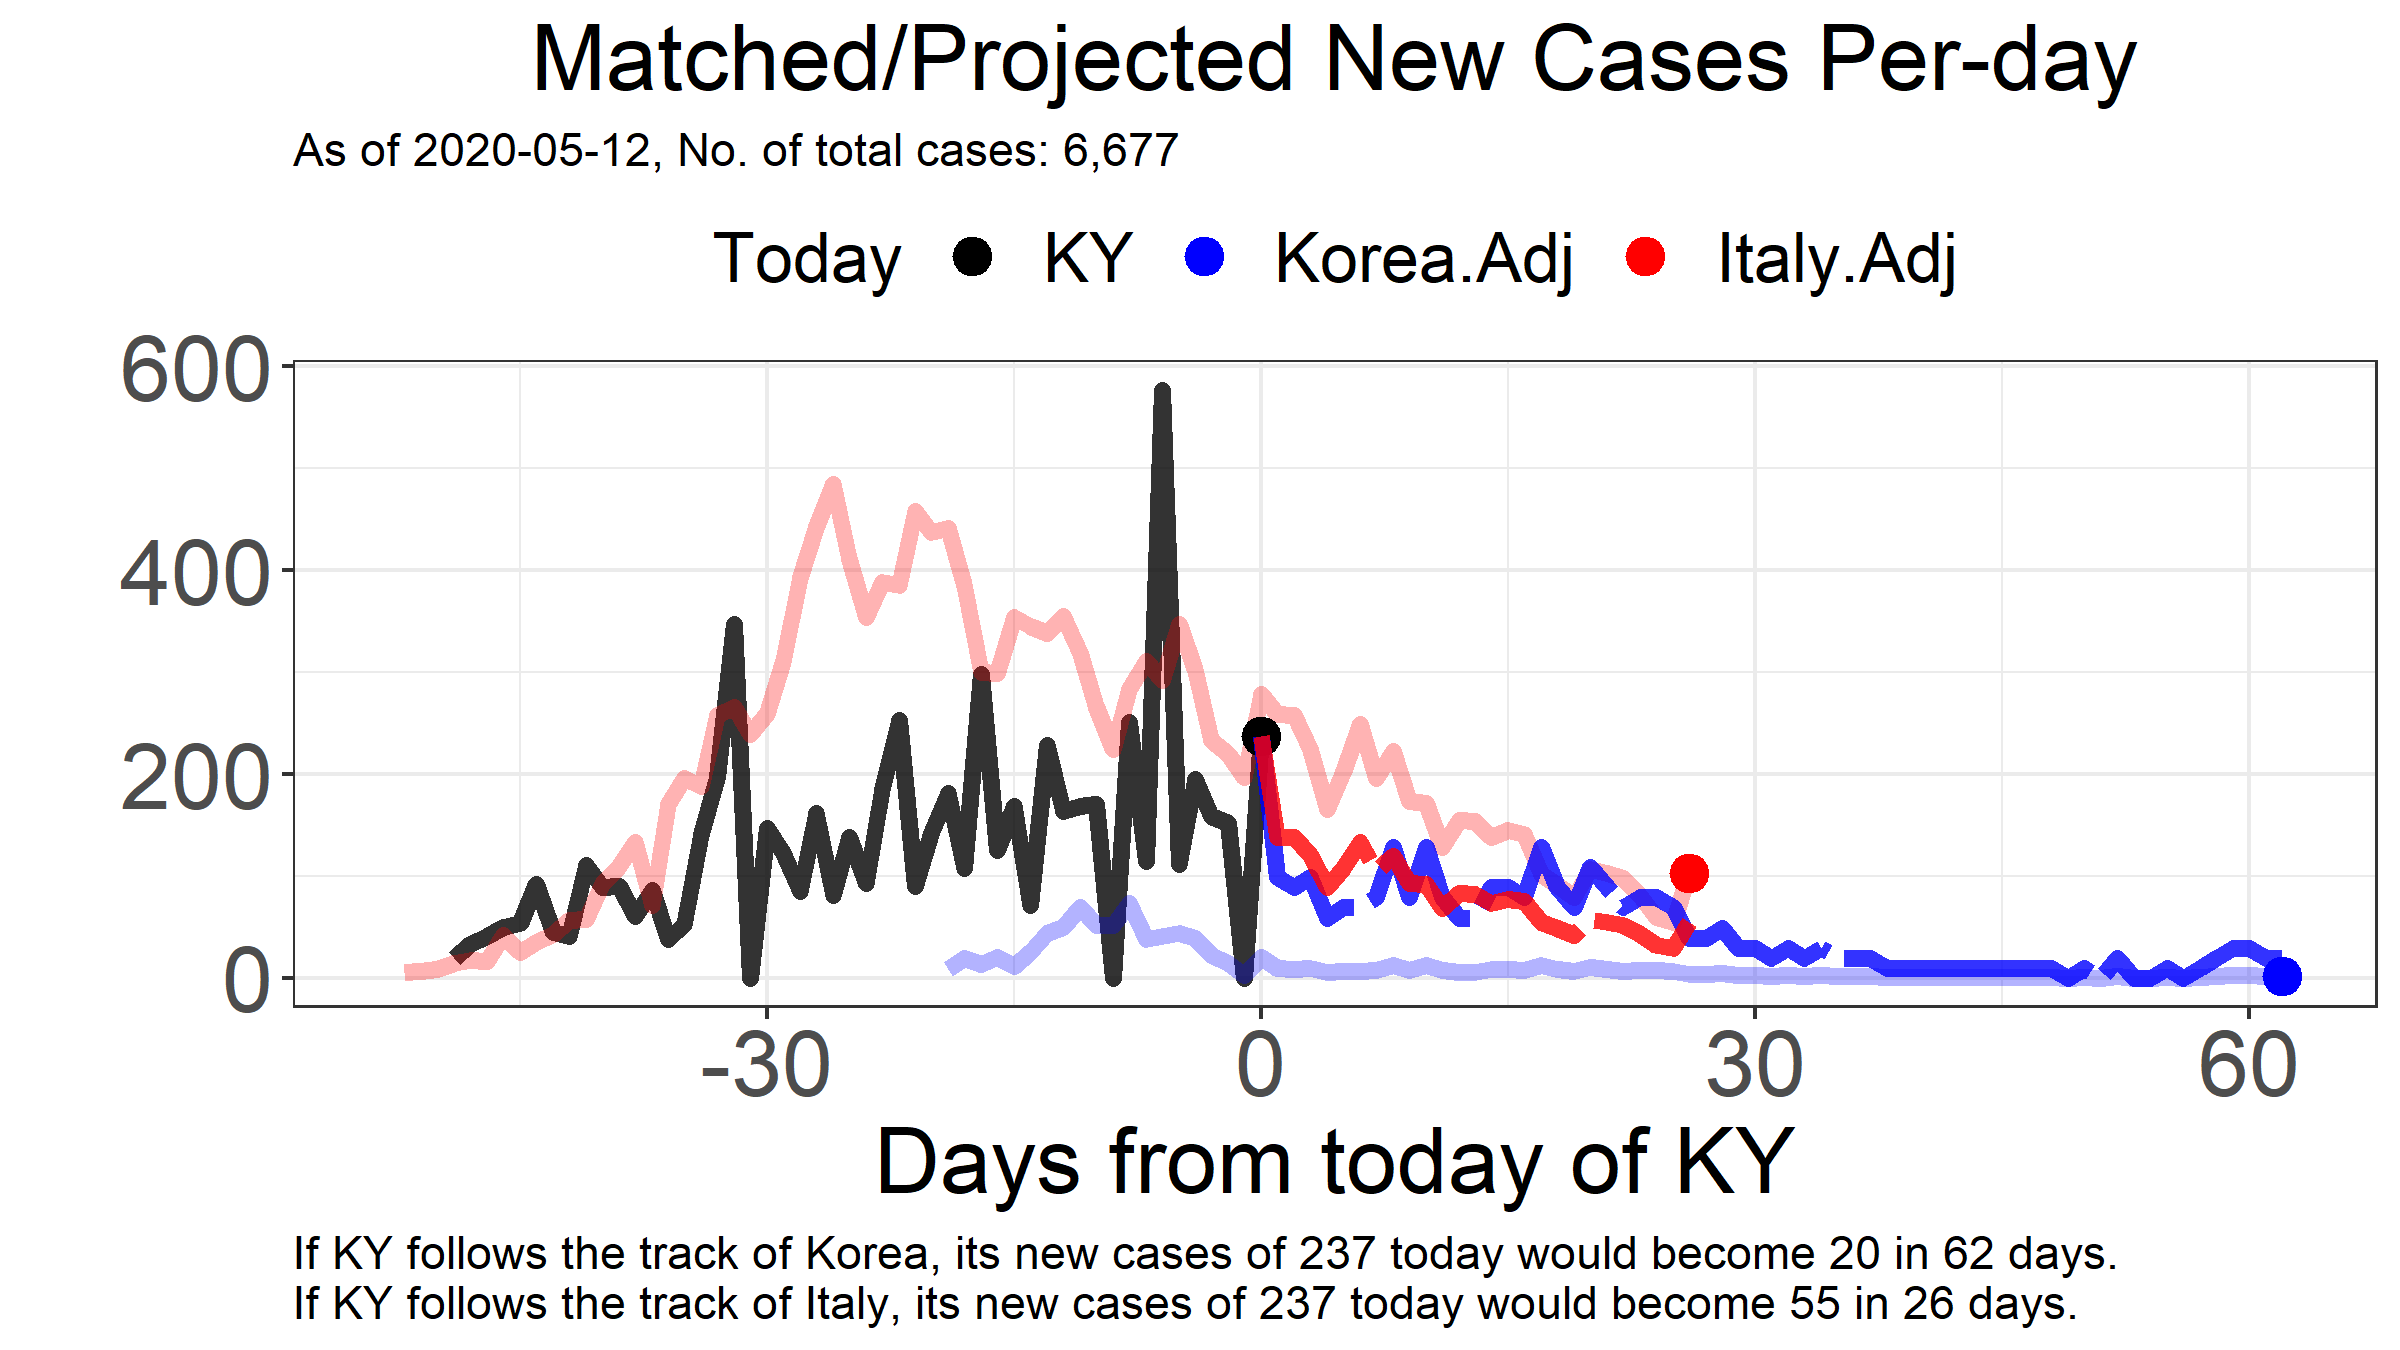 Matched/Projected New Cases Per-day
As of 2020-05-12, No. of total cases: 6,677
Today KY Korea.Adj Italy.Adj
600
400
200
0
-30 0 30 60
Days from today of KY
If KY follows the track of Korea, its new cases of 237 today would become 20 in 62 days.
If KY follows the track of Italy, its new cases of 237 today would become 55 in 26 days.